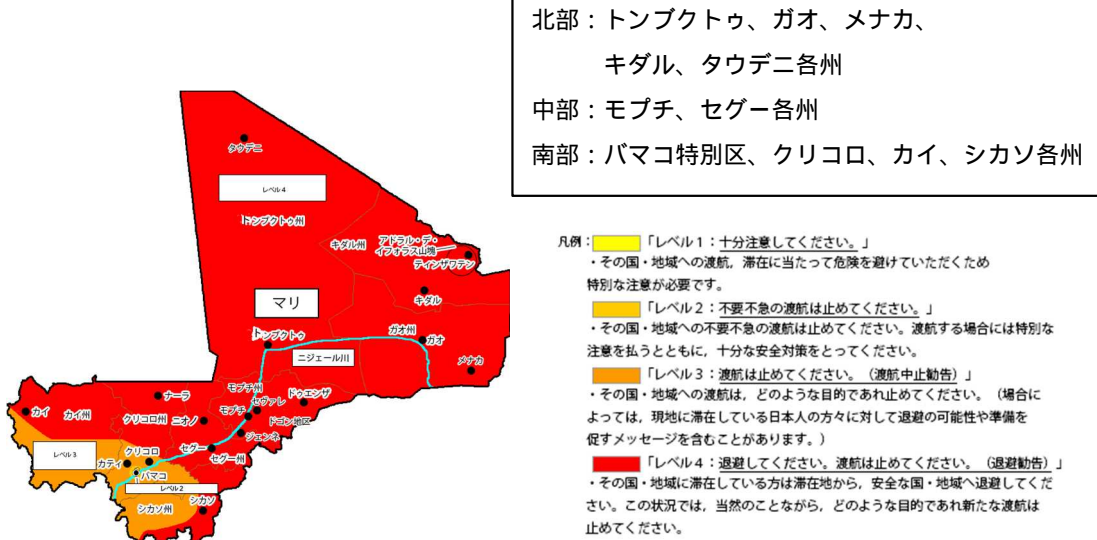 北部：トンブクトゥ、ガオ、メナカ、
キダル、タウデニ各州
中部：モプチ、セグー各州
南部：バマコ特別区、クリコロ、カイ、シカソ各州
タウデニ
レベル４
トンブクトゥ州
キダル州
アドラル・デ・
イフォラス山塊
ティンザワテン
キダル
マリ
トンブクトゥ
ガオ州
ガオ
ニジェール川
メナカ
ナーラ
モプチ州
ドゥエンザ
セヴァレ
カイ
カイ州
クリコロ州
ニオノ
モプチ
ドゴン地区
ジェンネ
レベル３
クリコロ
セグー
セグー州
カティ
バマコ
レベル２
シカソ
シカソ州
凡例：「レベル１：十分注意してください。」
・その国・地域への渡航，滞在に当たって危険を避けていただくため
特別な注意が必要です。
「レベル２：不要不急の渡航は止めてください。」
・その国・地域への不要不急の渡航は止めてください。渡航する場合には特別な
注意を払うとともに，十分な安全対策をとってください。
「レベル３：渡航は止めてください。（渡航中止勧告）」
・その国・地域への渡航は，どのような目的であれ止めてください。（場合に
よっては，現地に滞在している日本人の方々に対して退避の可能性や準備を
促すメッセージを含むことがあります。）
「レベル４：退避してください。渡航は止めてください。（退避勧告）」
・その国・地域に滞在している方は滞在地から，安全な国・地域へ退避してくだ
さい。この状況では，当然のことながら，どのような目的であれ新たな渡航は
止めてください。